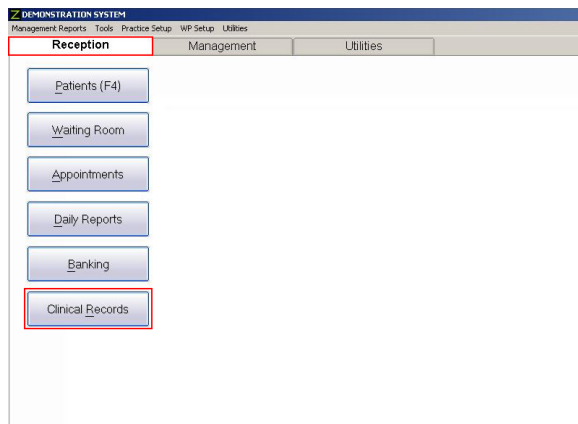 Z DEMONSTRATION SYSTEM
Management Reports Tools Practice Setup WP Setup Utilities
Reception Management Utilities
Patients (F4)
Waiting Room
Appointments
Daily Reports
Banking
Clinical Records